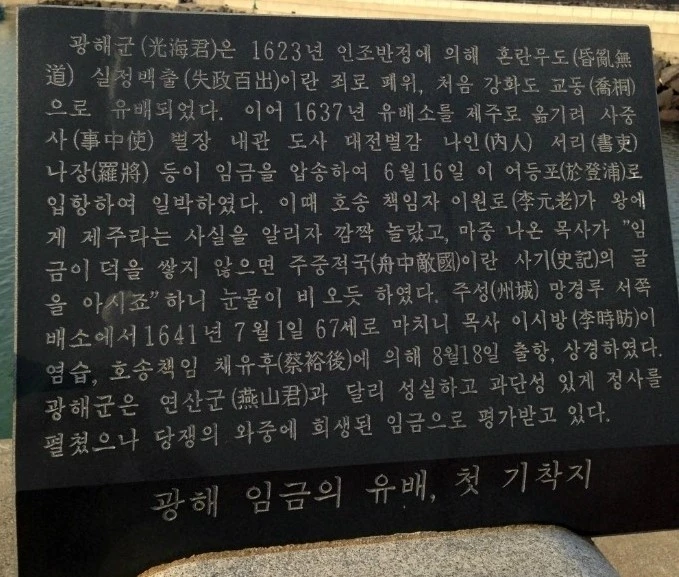 광해군(光海君)은 1623년 인조반정에 의해 혼란무도(昏亂無
道) 실정백출(失政百出)이란 죄로 폐위, 처음 강화도 교동(喬桐)
으로 유배되었다. 이어 1637년 유배소를 제주로 옮기려 사중
사(事中使) 별장 내관 도사 대전별감 나인(內人) 서리(書吏)
나장(羅將) 등이 임금을 압송하여 6월16일 이 어등포(於登浦)로
입항하여 일박하였다. 이때 호송 책임자 이원로(李元老)가 왕에
게 제주라는 사실을 알리자 깜짝 놀랐고, 마중 나온 목사가 "임
금이 덕을 쌓지 않으면 주중적국(舟中敵國)이란 사기(史記)의 글
을 아시죠"하니 눈물이 비 오듯 하였다. 주성(州城) 망경루 서쪽
배소에서 1641년 7월1일 67세로 마치니 목사 이시방(李時昉)이
염습, 호송책임 채유후(蔡裕後)에 의해 8월18일 출항, 상경하였다.
광해군은 연산군(燕山君)과 달리 성실하고 과단성 있게 정사를
펼쳤으나 당쟁의 와중에 희생된 임금으로 평가받고 있다.
광해 임금의 유배, 첫 기착지